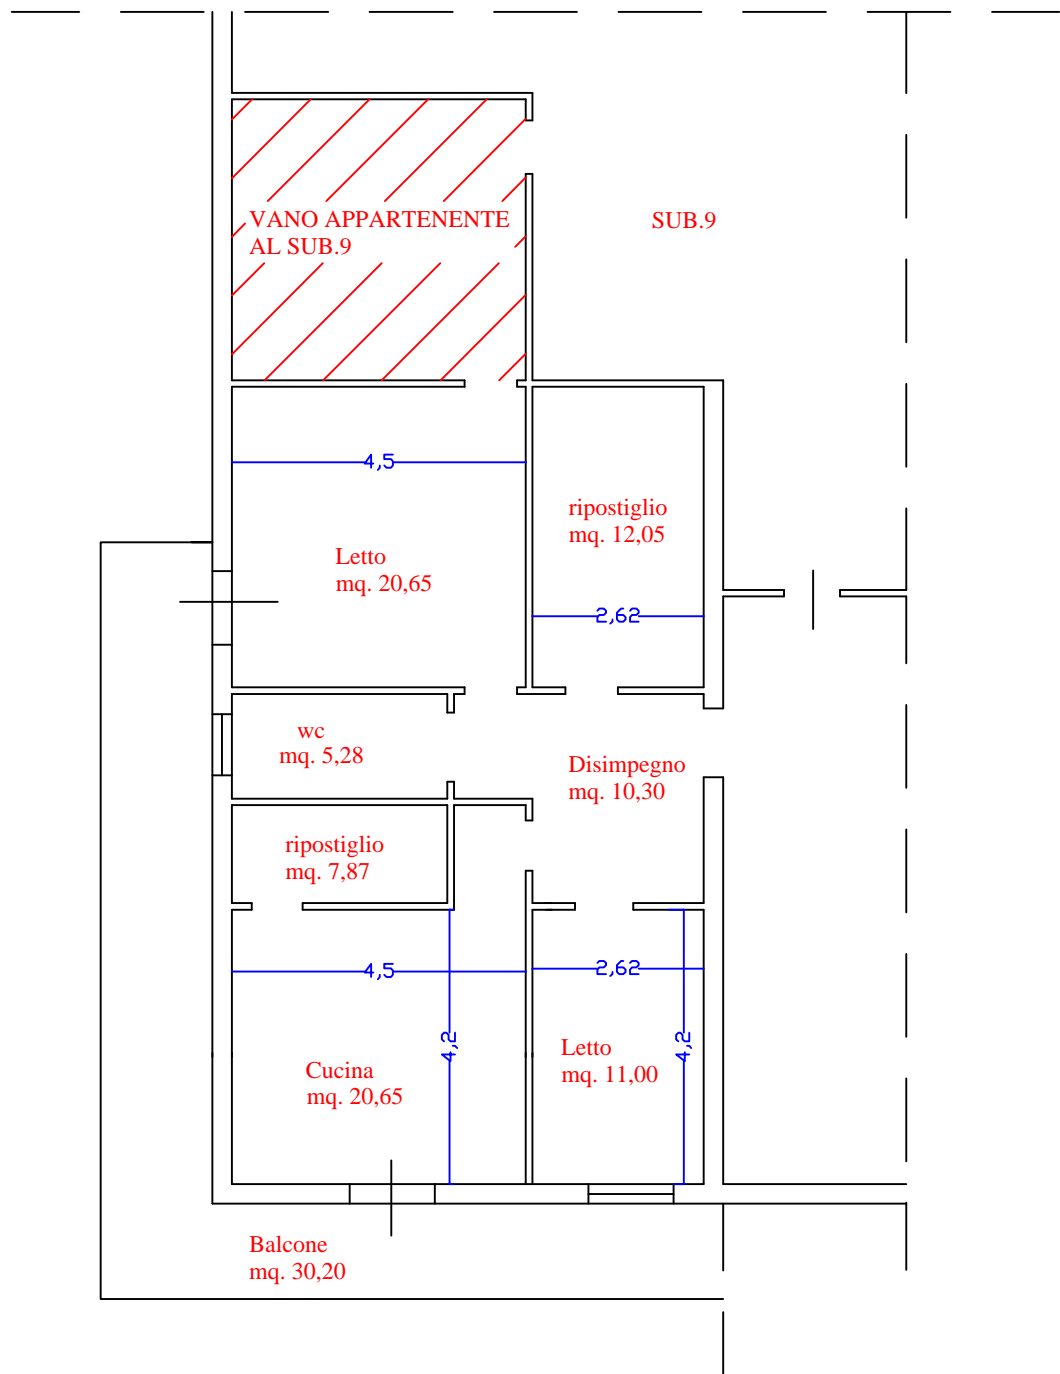 VANO APPARTENENTE
AL SUB.9
SUB.9
4,5
ripostiglio
mq. 12,05
Letto
mq. 20,65
2,62
wc
mq. 5,28
Disimpegno
mq. 10,30
ripostiglio
mq. 7,87
4,5
2,62
4,2
4,2
Letto
mq. 11,00
Cucina
mq. 20,65
Balcone
mq. 30,20